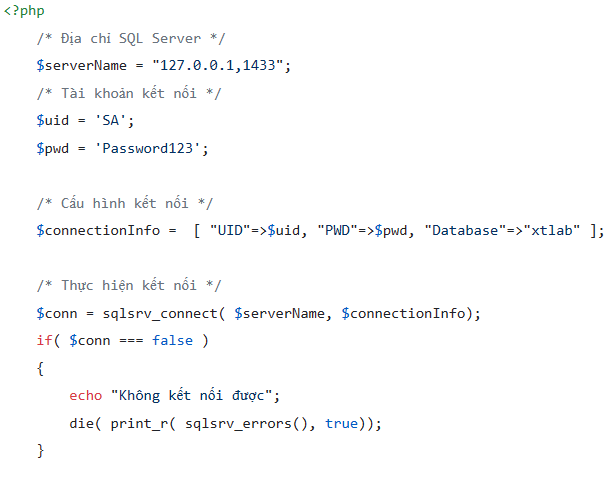 <?php
/* Địa chỉ SQL Server */
$serverName = "127.0.0.1,1433";
/* Tài khoản kết nối */
$uid = 'SA';
$pwd = 'Password123';
/* Cấu hình kết nối */
$connectionInfo =  [ "UID"=>$uid, "PWD"=>$pwd, "Database"=>"xtlab" ];
/* Thực hiện kết nối */
$conn = sqlsrv_connect( $serverName, $connectionInfo);
if( $conn === false )
{
echo "Không kết nối được";
die( print_r( sqlsrv_errors(), true));
}